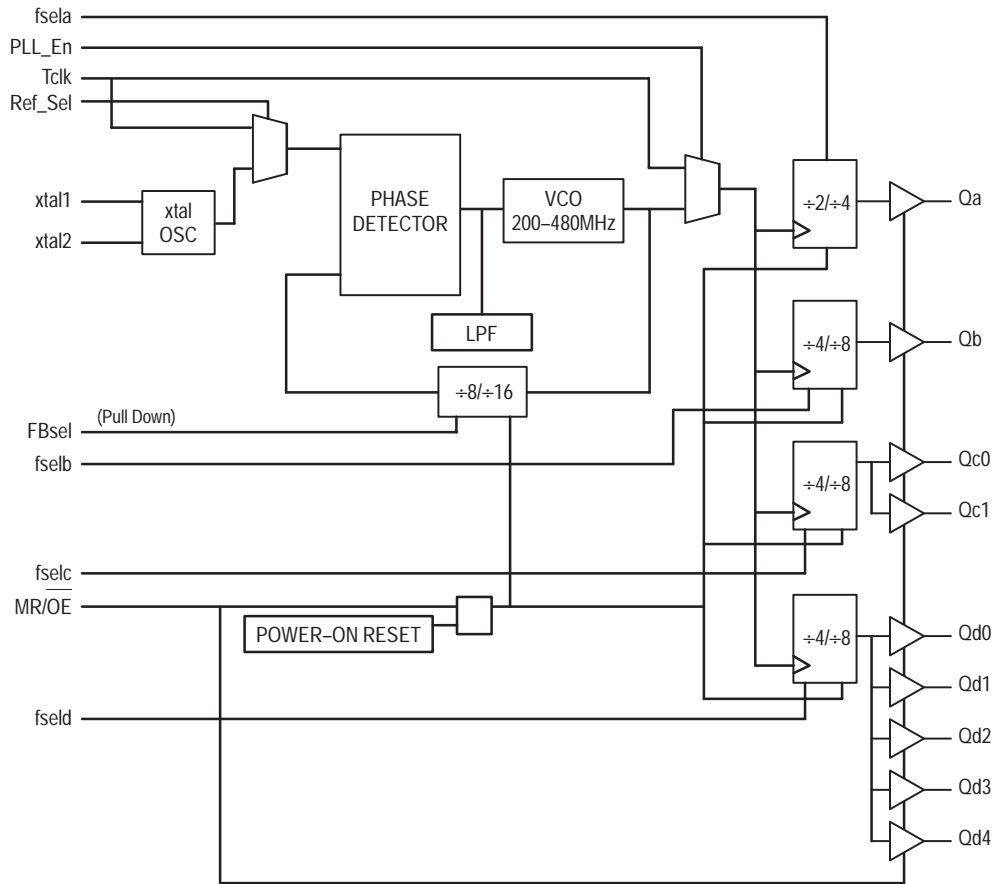 fsela
PLL_En
Tclk
Ref_Sel
xtal1
xtal2
xtal
OSC
PHASE
DETECTOR
VCO
200–480MHz
LPF
÷8/÷16
÷2/÷4
Qa
÷4/÷8
Qb
FBsel
(Pull Down)
fselb
÷4/÷8
Qc0
Qc1
fselc
MR/O̅E̅
POWER–ON RESET
÷4/÷8
Qd0
Qd1
Qd2
Qd3
Qd4
fseld